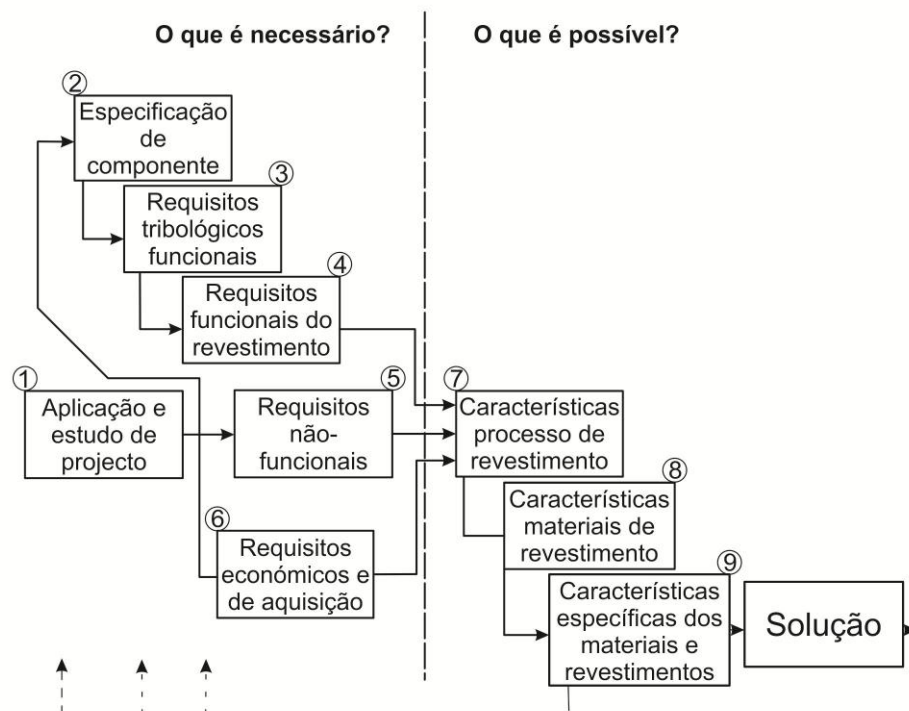 O que é necessário?
O que é possível?
2
Especificação
de
componente
3
Requisitos
tribológicos
funcionais
4
Requisitos
funcionais do
revestimento
1
Aplicação e
estudo de
projecto
5
Requisitos
não-
funcionais
6
Requisitos
económicos e
de aquisição
7
Características
processo de
revestimento
8
Características
materiais de
revestimento
9
Características
específicas dos
materiais e
revestimentos
Solução